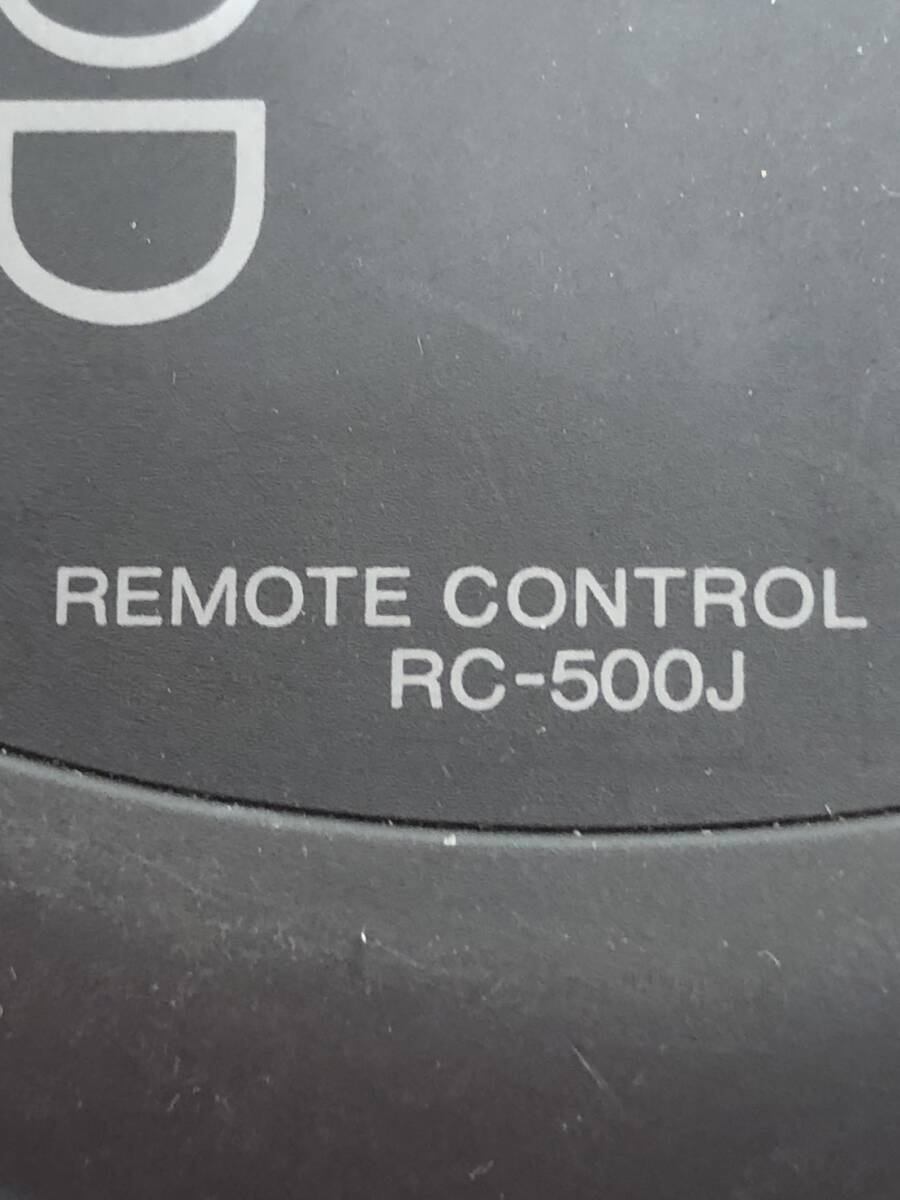 D
REMOTE CONTROL
RC-500J